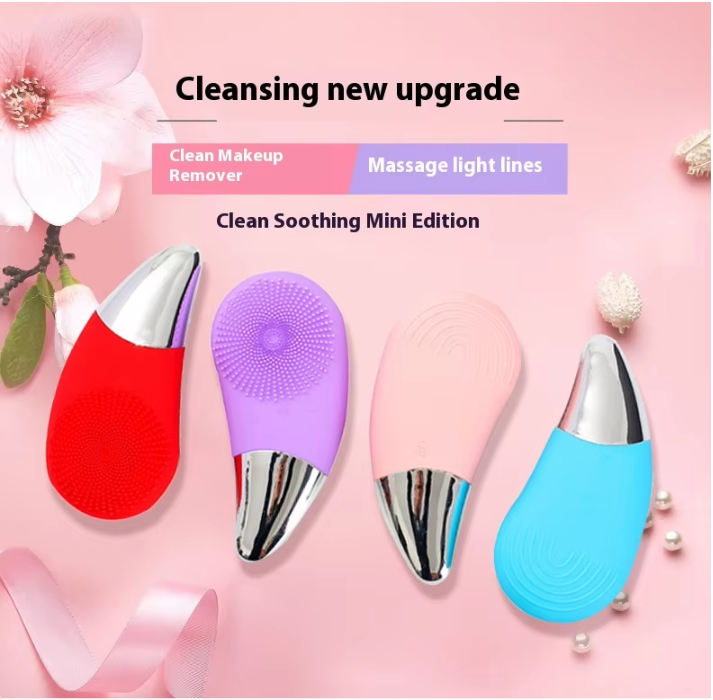 Cleansing new upgrade
Clean Makeup
Remover
Massage light lines
Clean Soothing Mini Edition